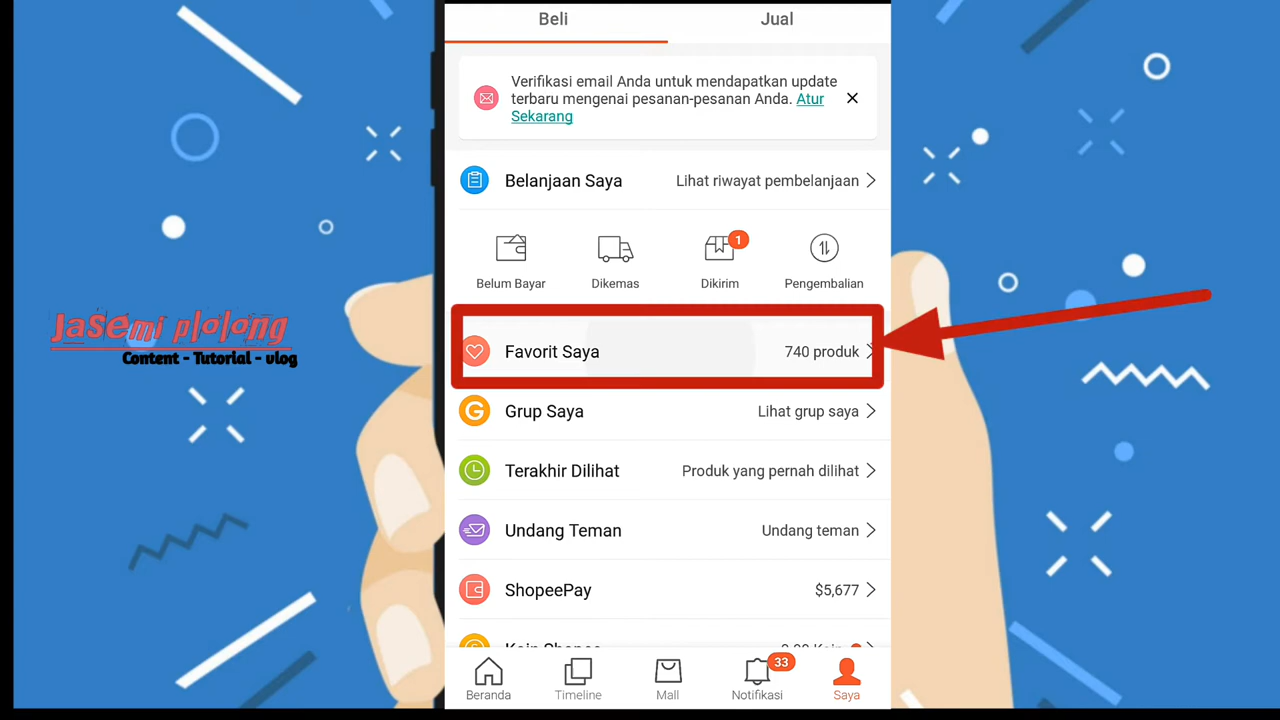 Beli
Jual
Verifikasi email Anda untuk mendapatkan update
terbaru mengenai pesanan-pesanan Anda. Atur
Sekarang
Belanjaan Saya
Lihat riwayat pembelanjaan
1
Belum Bayar
Dikemas
Dikirim
Pengembalian
Jasemi plolong
Content - Tutorial - vlog
Favorit Saya
740 produk
G
Grup Saya
Lihat grup saya
Terakhir Dilihat
Produk yang pernah dilihat
Undang Teman
Undang teman
ShopeePay
$5,677
33
Beranda
Timeline
Mall
Notifikasi
Saya